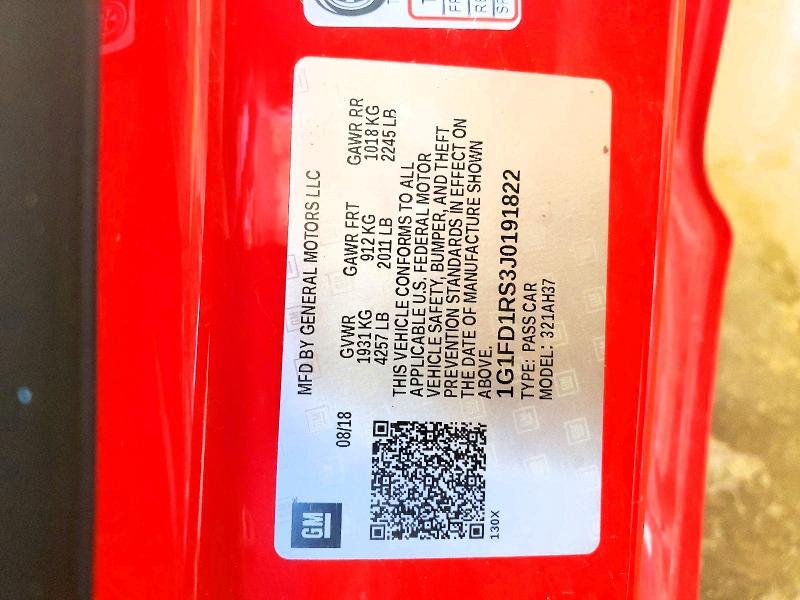 GM
08/18
MFD BY GENERAL MOTORS LLC
GVWR GAWR FRT GAWR RR
1931 KG 912 KG 1018 KG
4257 LB 2011 LB 2245 LB
THIS VEHICLE CONFORMS TO ALL
APPLICABLE U.S. FEDERAL MOTOR
VEHICLE SAFETY, BUMPER, AND THEFT
PREVENTION STANDARDS IN EFFECT ON
THE DATE OF MANUFACTURE SHOWN
ABOVE.
1G1FD1RS3J0191822
TYPE: PASS CAR
MODEL: 321AH37
130X